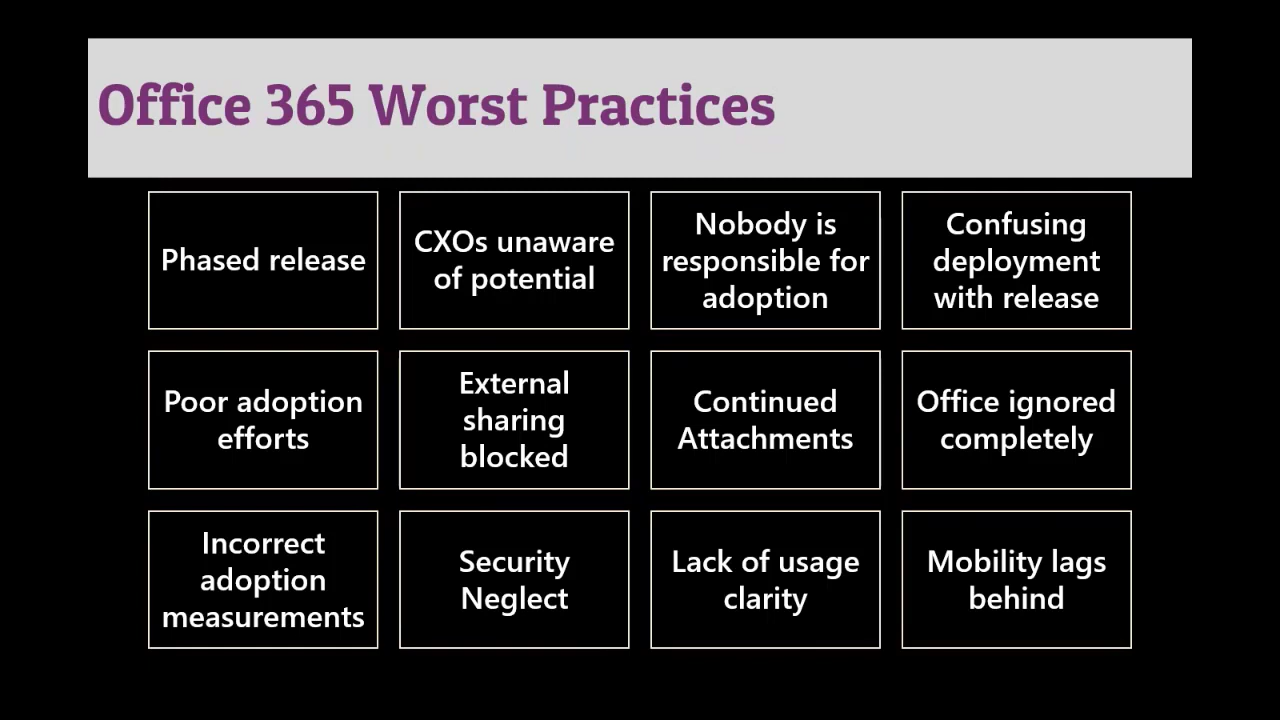 Office 365 Worst Practices
Phased release
CXOs unaware
of potential
Nobody is
responsible for
adoption
Confusing
deployment
with release
Poor adoption
efforts
External
sharing
blocked
Continued
Attachments
Office ignored
completely
Incorrect
adoption
measurements
Security
Neglect
Lack of usage
clarity
Mobility lags
behind